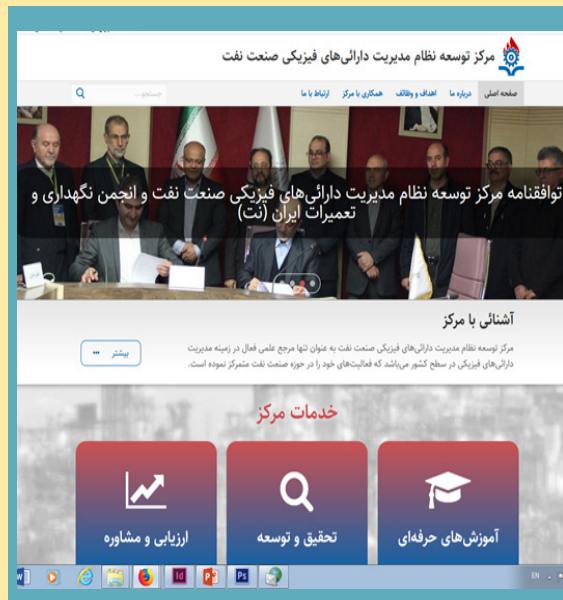 مرکز توسعه نظام مدیریت دارائی‌های فیزیکی صنعت نفت
صفحه اصلی درباره ما اهداف و وظائف همکاری با مرکز ارتباط با ما
جستجو...
توافقنامه مرکز توسعه نظام مدیریت دارائی‌های فیزیکی صنعت نفت و انجمن نگهداری و
تعمیرات ایران (نت)
آشنائی با مرکز
مرکز توسعه نظام مدیریت دارائی‌های فیزیکی صنعت نفت به عنوان تنها مرجع علمی فعال در زمینه مدیریت
دارائی‌های فیزیکی در سطح کشور می‌باشد که فعالیت‌های خود را در حوزه صنعت نفت متمرکز نموده است.
بیشتر
خدمات مرکز
آموزش‌های حرفه‌ای
تحقیق و توسعه
ارزیابی و مشاوره
Id
Ps
EN